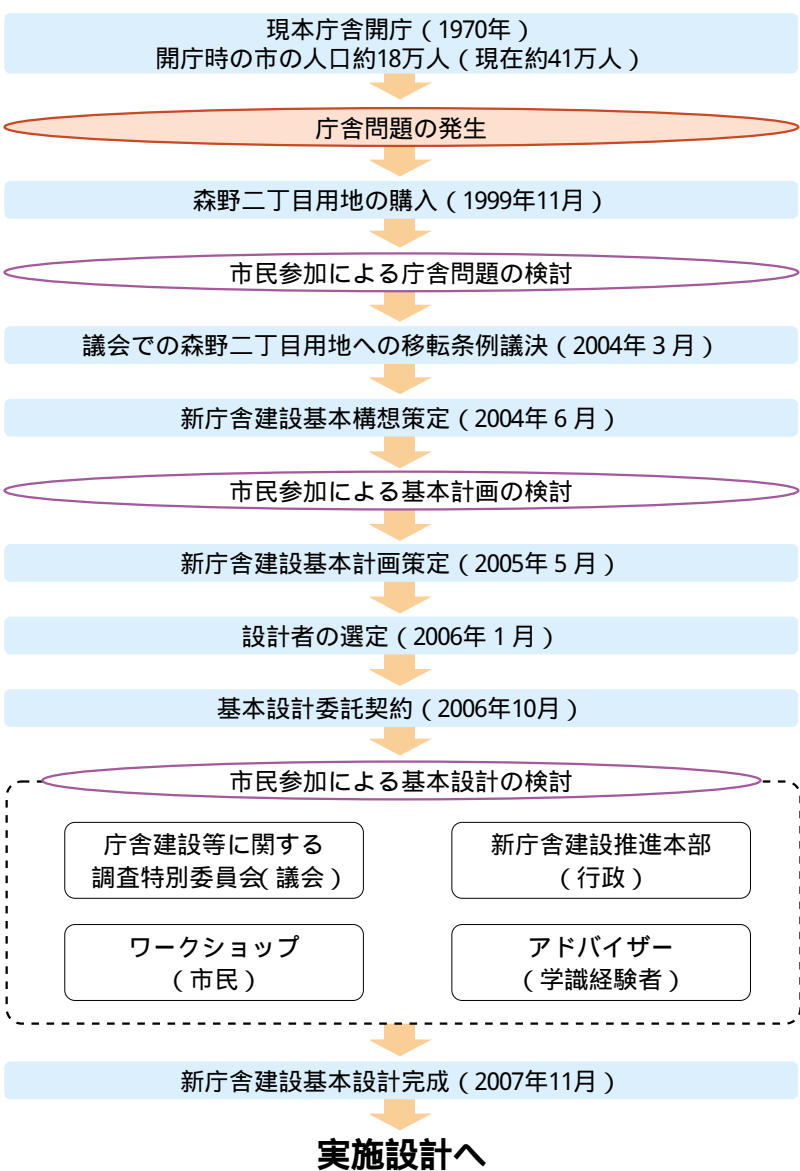 現本庁舎開庁（1970年）
開庁時の市の人口約18万人（現在約41万人）
庁舎問題の発生
森野二丁目用地の購入（1999年11月）
市民参加による庁舎問題の検討
議会での森野二丁目用地への移転条例議決（2004年３月）
新庁舎建設基本構想策定（2004年６月）
市民参加による基本計画の検討
新庁舎建設基本計画策定（2005年５月）
設計者の選定（2006年１月）
基本設計委託契約（2006年10月）
市民参加による基本設計の検討
庁舎建設等に関する
調査特別委員会（議会）
新庁舎建設推進本部
（行政）
ワークショップ
（市民）
アドバイザー
（学識経験者）
新庁舎建設基本設計完成（2007年11月）
実施設計へ